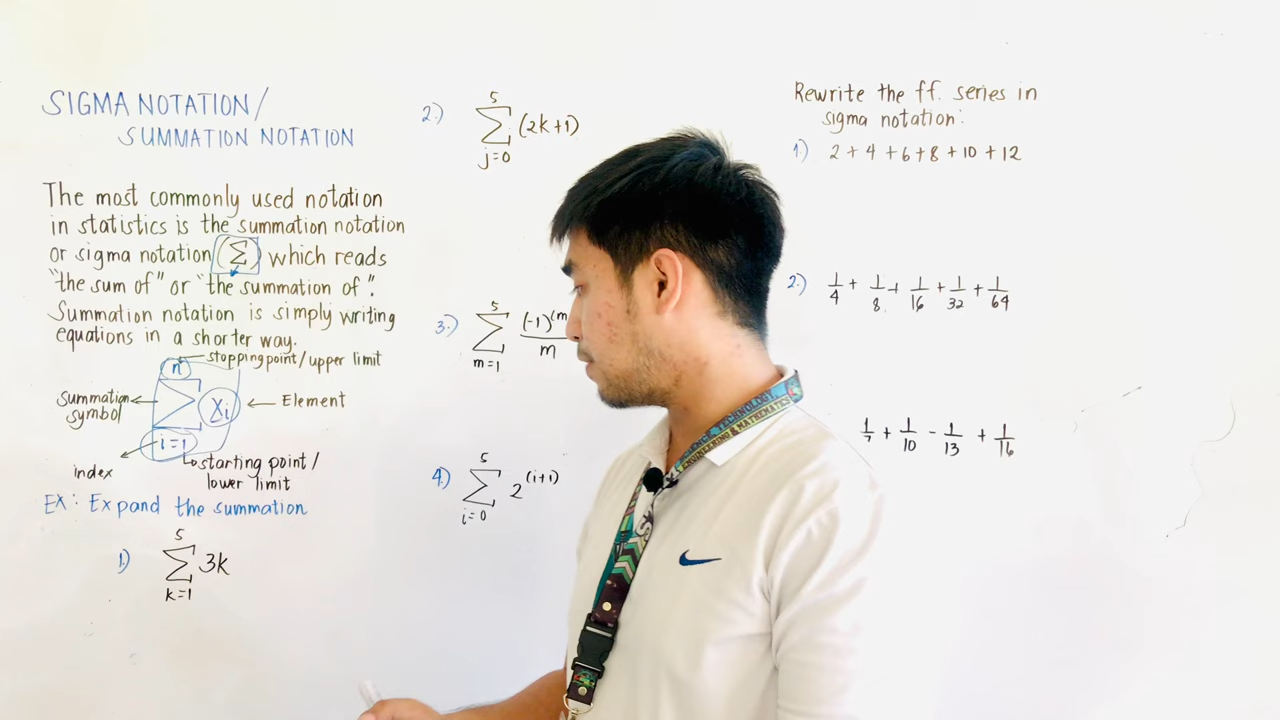 SIGMA NOTATION/
SUMMATION NOTATION
The most commonly used notation
in statistics is the summation notation
or sigma notation (Σ) which reads
"the sum of" or "the summation of".
Summation notation is simply writing
equations in a shorter way.
n ← stopping point/upper limit
Summation
symbol
Σ
Xi
← Element
i=1
index
starting point/
lower limit
Ex: Expand the summation
1.)
5
Σ 3k
k=1
2.)
5
Σ (2k+1)
j=0
3.)
5
Σ (-1)^(m
m
m=1
4.)
5
Σ 2^(i+1)
i=0
Rewrite the ff. series in
sigma notation:
1.) 2+4+6+8+10+12
2.) 1/4 + 1/8 + 1/16 + 1/32 + 1/64
1/7 + 1/10 - 1/13 + 1/16
SCIENCE, TECHNOLOGY,
ENGINEERING & MATHEMATICS